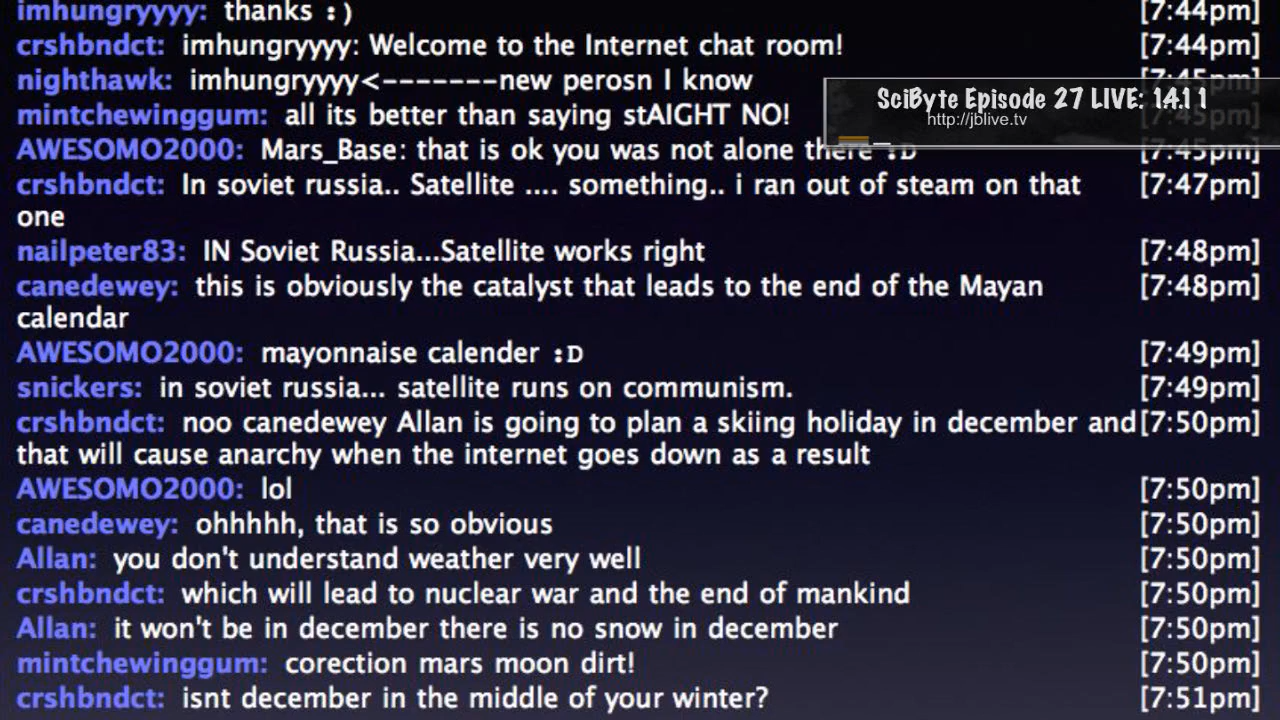 imhungryyyy: thanks :) [7:44pm]
crshbndct: imhungryyyy: Welcome to the Internet chat room! [7:44pm]
nighthawk: imhungryyyy<-------new perosn I know [7:45pm]
SciByte Episode 27 LIVE: 14.11
http://jblive.tv
mintchewinggum: all its better than saying stAIGHT NO! [7:45pm]
AWESOMO2000: Mars_Base: that is ok you was not alone there :D [7:45pm]
crshbndct: In soviet russia.. Satellite .... something.. i ran out of steam on that [7:47pm]
one
nailpeter83: IN Soviet Russia...Satellite works right [7:48pm]
canedewey: this is obviously the catalyst that leads to the end of the Mayan [7:48pm]
calendar
AWESOMO2000: mayonnaise calender :D [7:49pm]
snickers: in soviet russia... satellite runs on communism. [7:49pm]
crshbndct: noo canedewey Allan is going to plan a skiing holiday in december and [7:50pm]
that will cause anarchy when the internet goes down as a result
AWESOMO2000: lol [7:50pm]
canedewey: ohhhhh, that is so obvious [7:50pm]
Allan: you don't understand weather very well [7:50pm]
crshbndct: which will lead to nuclear war and the end of mankind [7:50pm]
Allan: it won't be in december there is no snow in december [7:50pm]
mintchewinggum: corection mars moon dirt! [7:50pm]
crshbndct: isnt december in the middle of your winter? [7:51pm]